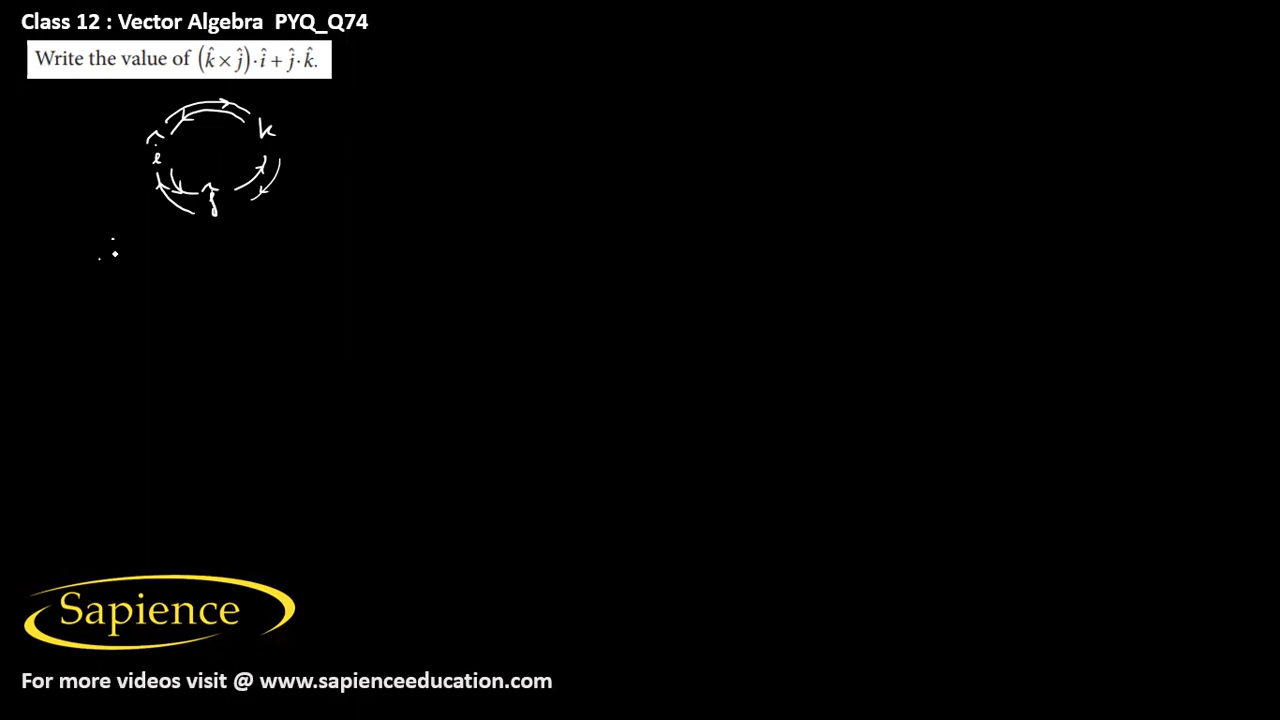 Class 12 : Vector Algebra PYQ_Q74
Write the value of (k̂ × ĵ)·î + ĵ·k̂.
k
î
ĵ
∴
Sapience
For more videos visit @ www.sapienceeducation.com